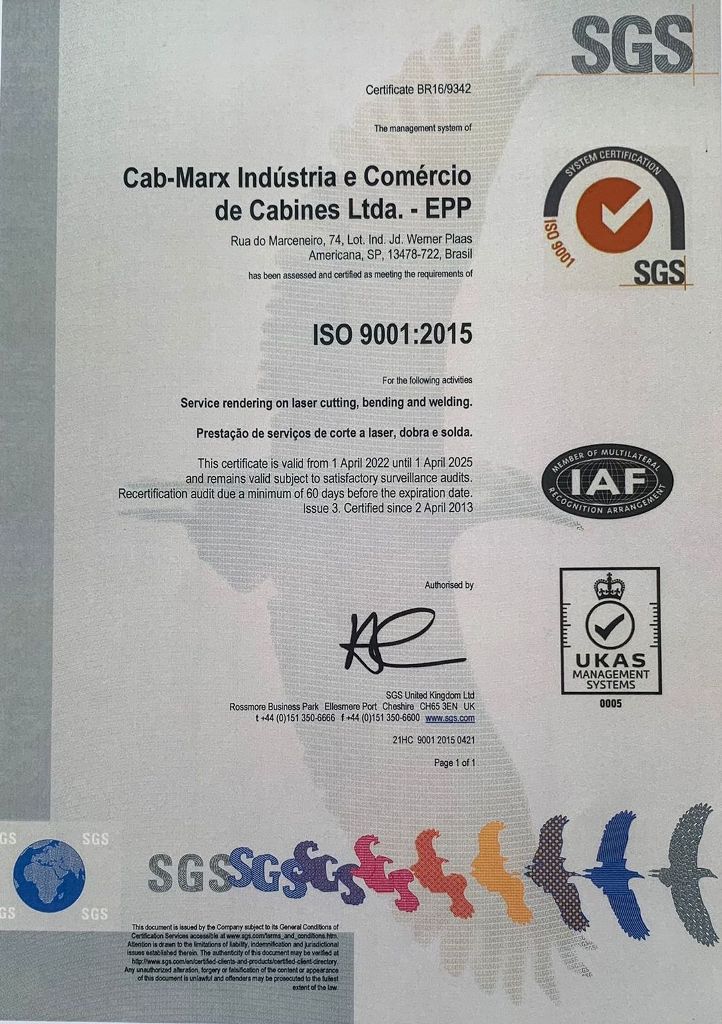 SGS
Certificate BR16/9342
The management system of
Cab-Marx Indústria e Comércio
de Cabines Ltda. - EPP
Rua do Marceneiro, 74, Lot. Ind. Jd. Werner Plaas
Americana, SP, 13478-722, Brasil
has been assessed and certified as meeting the requirements of
SYSTEM CERTIFICATION
ISO 9001
SGS
ISO 9001:2015
For the following activities
Service rendering on laser cutting, bending and welding.
Prestação de serviços de corte a laser, dobra e solda.
This certificate is valid from 1 April 2022 until 1 April 2025
and remains valid subject to satisfactory surveillance audits.
Recertification audit due a minimum of 60 days before the expiration date.
Issue 3. Certified since 2 April 2013
MEMBER OF MULTILATERAL
IAF
RECOGNITION ARRANGEMENT
Authorised by
UKAS
MANAGEMENT
SYSTEMS
0005
SGS United Kingdom Ltd
Rossmore Business Park Ellesmere Port Cheshire CH65 3EN UK
t +44 (0)151 350-6666 f +44 (0)151 350-6600 www.sgs.com
21HC 9001 2015 0421
Page 1 of 1
GS SGS
GS SGS
SGS SGS SGS
This document is issued by the Company subject to its General Conditions of
Certification Services accessible at www.sgs.com/terms_and_conditions.htm.
Attention is drawn to the limitations of liability, indemnification and jurisdictional
issues established therein. The authenticity of this document may be verified at
http://www.sgs.com/en/certified-clients-and-products/certified-client-directory.
Any unauthorized alteration, forgery or falsification of the content or appearance
of this document is unlawful and offenders may be prosecuted to the fullest
extent of the law.